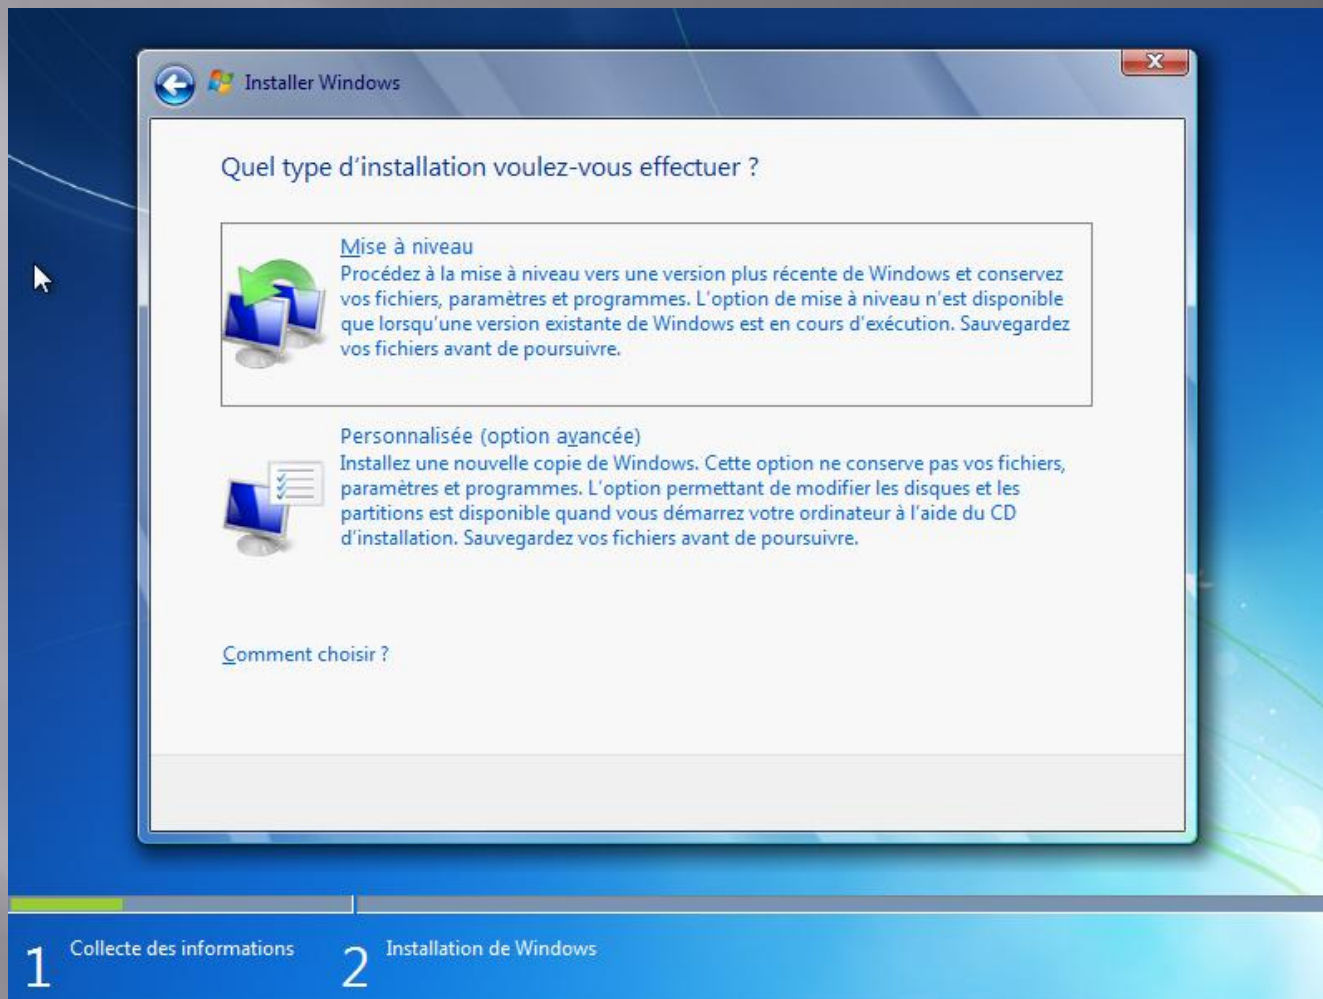 Installer Windows
Quel type d'installation voulez-vous effectuer ?
Mise à niveau
Procédez à la mise à niveau vers une version plus récente de Windows et conservez
vos fichiers, paramètres et programmes. L'option de mise à niveau n'est disponible
que lorsqu'une version existante de Windows est en cours d'exécution. Sauvegardez
vos fichiers avant de poursuivre.
Personnalisée (option avancée)
Installez une nouvelle copie de Windows. Cette option ne conserve pas vos fichiers,
paramètres et programmes. L'option permettant de modifier les disques et les
partitions est disponible quand vous démarrez votre ordinateur à l'aide du CD
d'installation. Sauvegardez vos fichiers avant de poursuivre.
Comment choisir ?
1 Collecte des informations 2 Installation de Windows